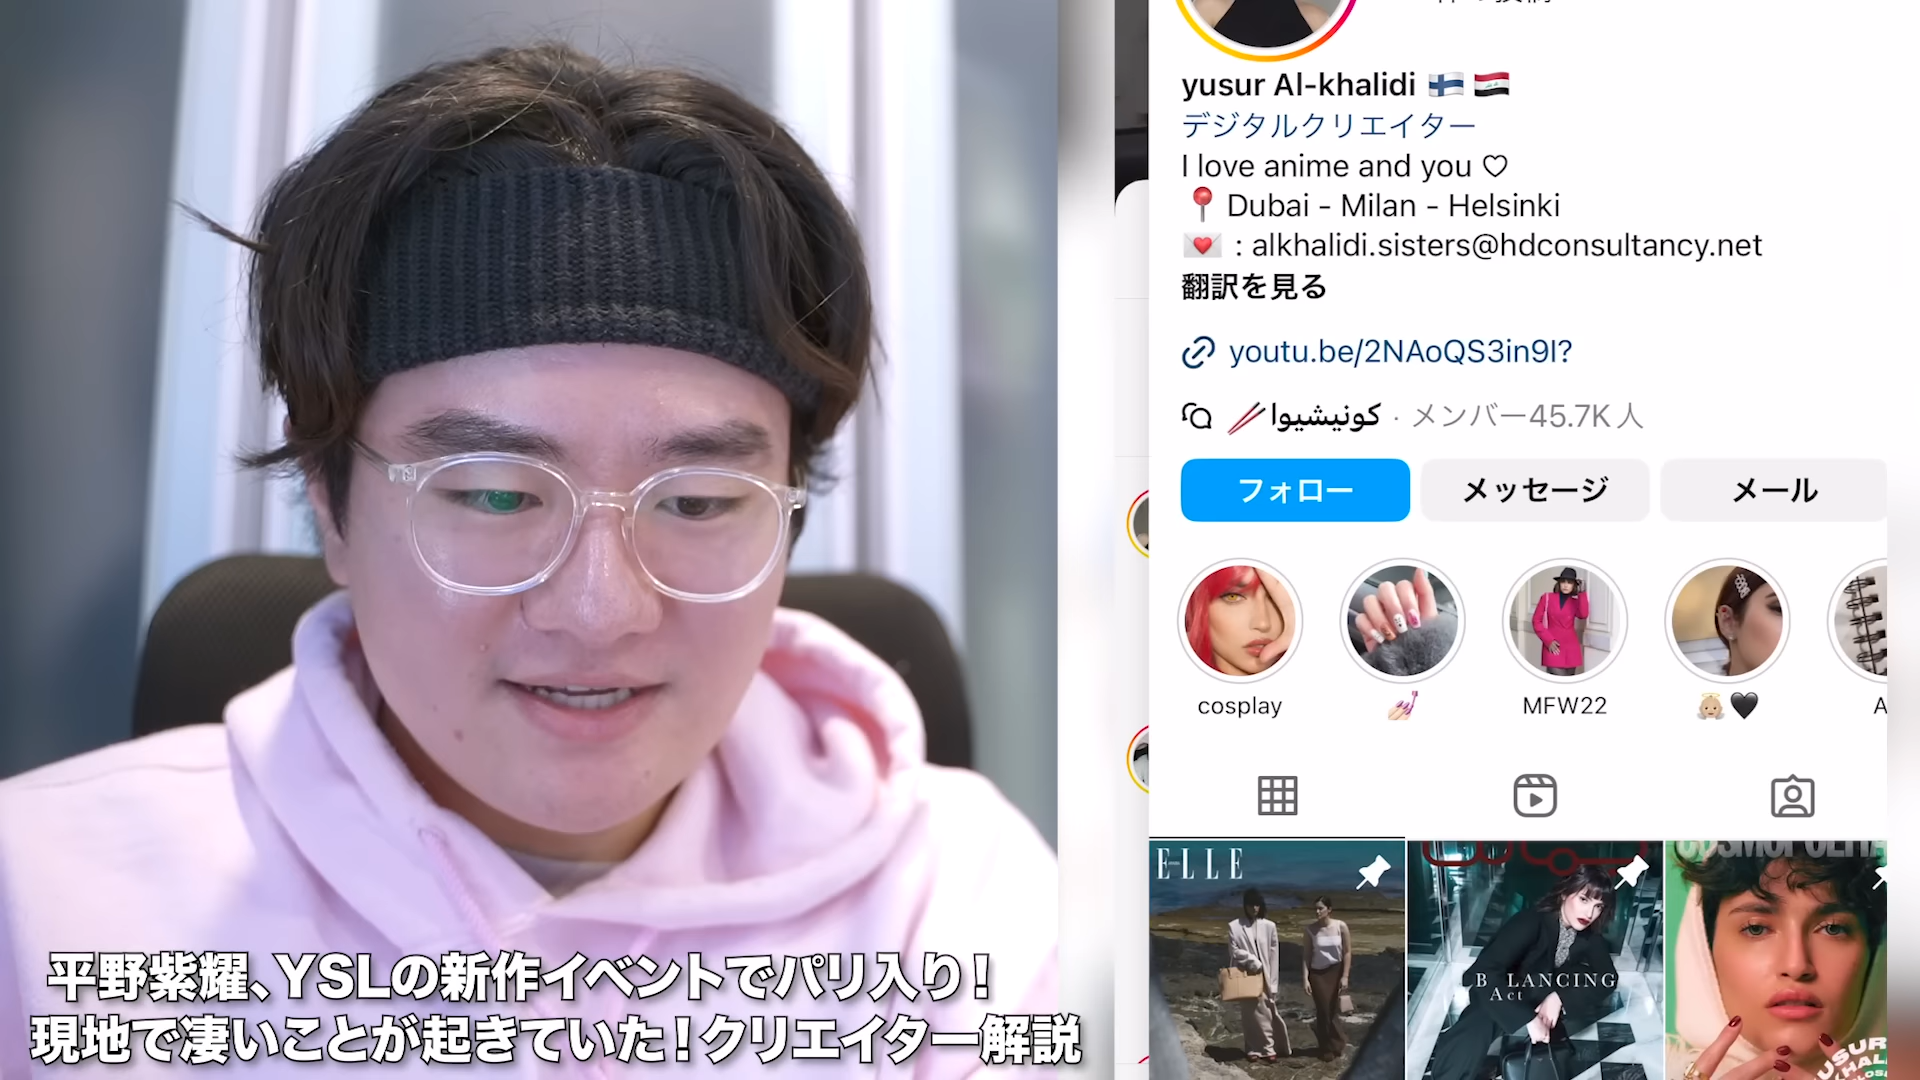 yusur Al-khalidi 🇫🇮 🇮🇶
デジタルクリエイター
I love anime and you ♡
📍 Dubai - Milan - Helsinki
💌 : alkhalidi.sisters@hdconsultancy.net
翻訳を見る
youtu.be/2NAoQS3in9I?
كونيشيوا🥢 · メンバー45.7K人
フォロー メッセージ メール
cosplay 💅🏼 MFW22 👼🏼🖤 A
ELLE
BALANCING
Act
平野紫耀、YSLの新作イベントでパリ入り！
現地で凄いことが起きていた！クリエイター解説